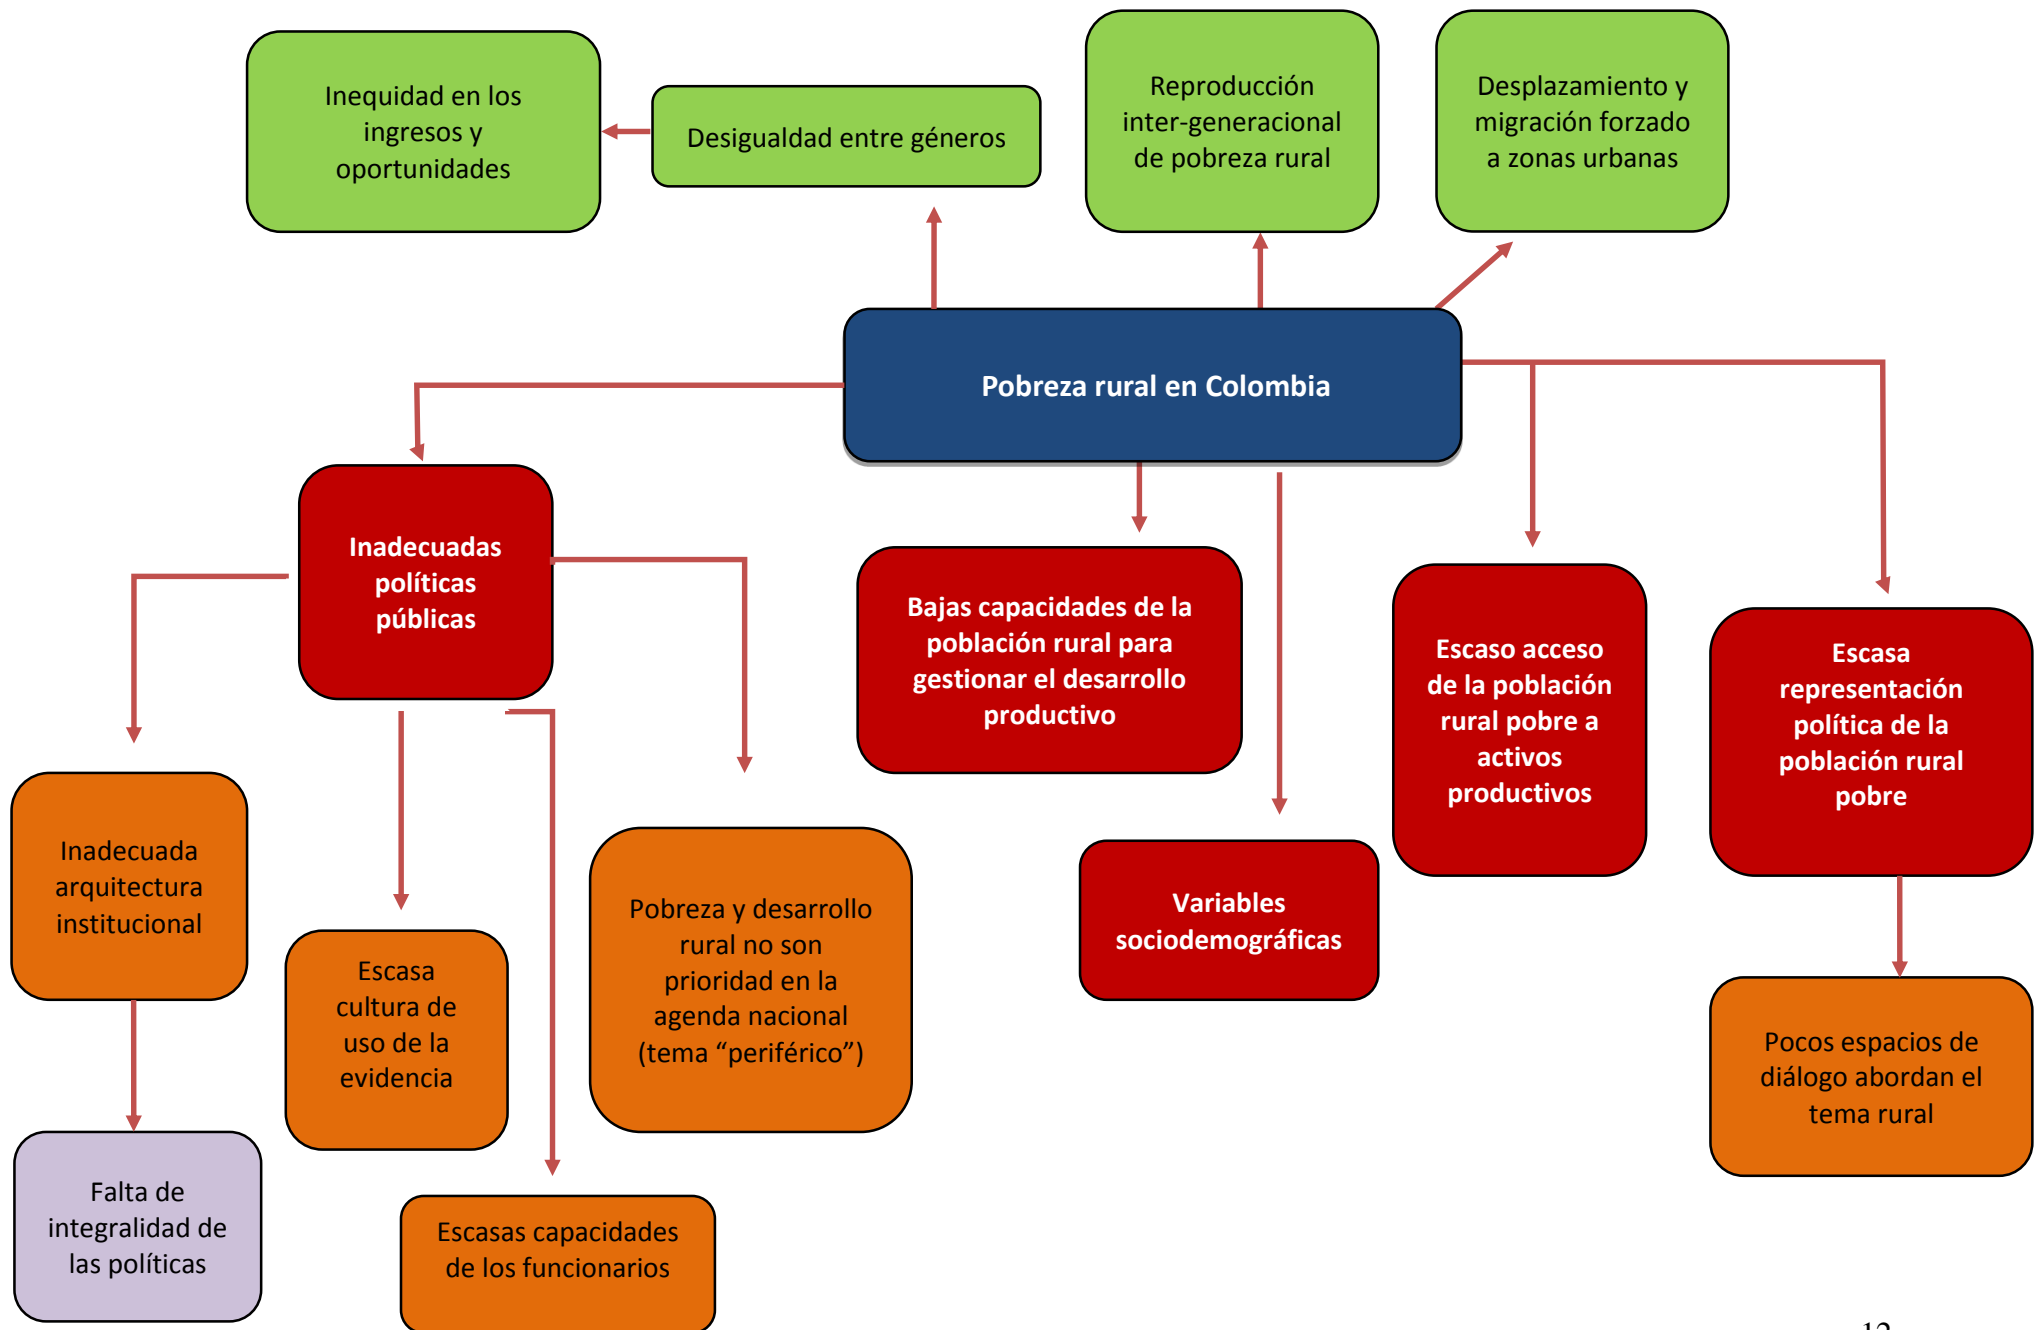 Inequidad en los
ingresos y
oportunidades
Desigualdad entre géneros
Reproducción
inter-generacional
de pobreza rural
Desplazamiento y
migración forzado
a zonas urbanas
Pobreza rural en Colombia
Inadecuadas
políticas
públicas
Bajas capacidades de la
población rural para
gestionar el desarrollo
productivo
Escaso acceso
de la población
rural pobre a
activos
productivos
Escasa
representación
política de la
población rural
pobre
Inadecuada
arquitectura
institucional
Escasa
cultura de
uso de la
evidencia
Pobreza y desarrollo
rural no son
prioridad en la
agenda nacional
(tema “periférico”)
Variables
sociodemográficas
Pocos espacios de
diálogo abordan el
tema rural
Falta de
integralidad de
las políticas
Escasas capacidades
de los funcionarios
12